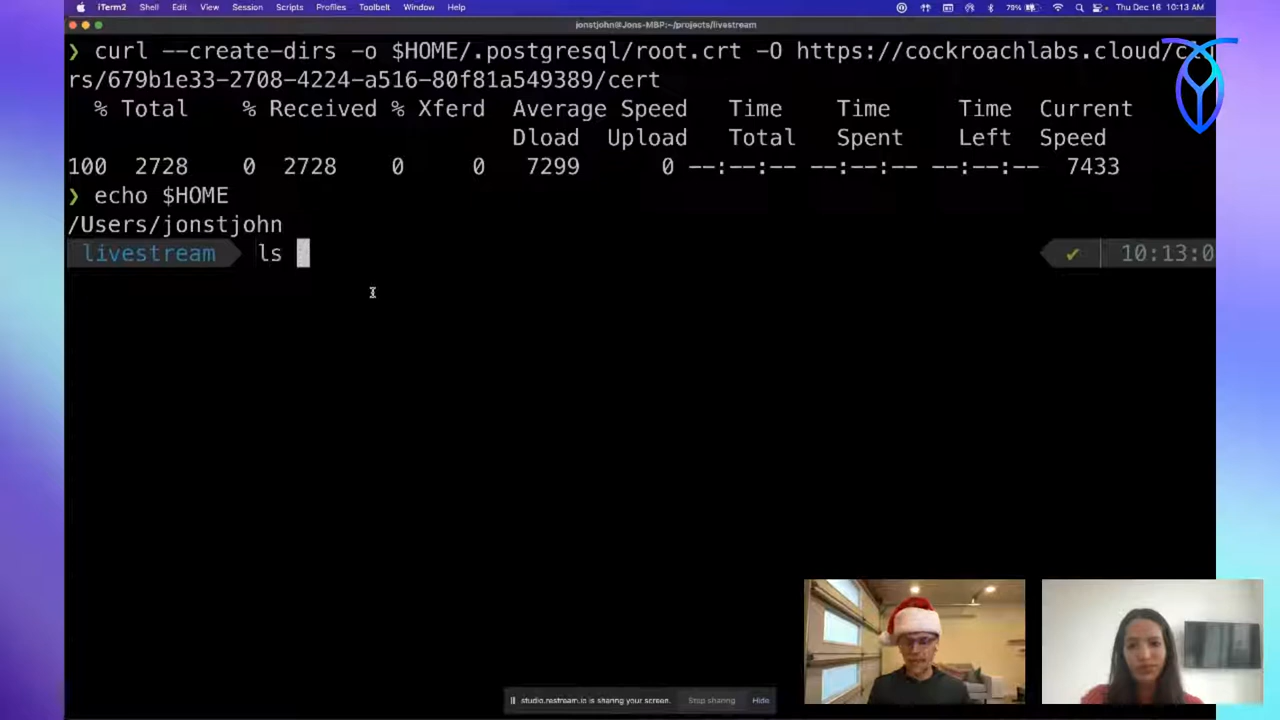 iTerm2 Shell Edit View Session Scripts Profiles Toolbelt Window Help 79% Thu Dec 16 10:13 AM
jonstjohn@Jons-MBP:~/projects/livestream
❯ curl --create-dirs -o $HOME/.postgresql/root.crt -O https://cockroachlabs.cloud/clu
rs/679b1e33-2708-4224-a516-80f81a549389/cert
% Total % Received % Xferd Average Speed Time Time Time Current
Dload Upload Total Spent Left Speed
100 2728 0 2728 0 0 7299 0 --:--:-- --:--:-- --:--:-- 7433
❯ echo $HOME
/Users/jonstjohn
livestream ls ✔ 10:13:0
studio.restream.io is sharing your screen. Stop sharing Hide